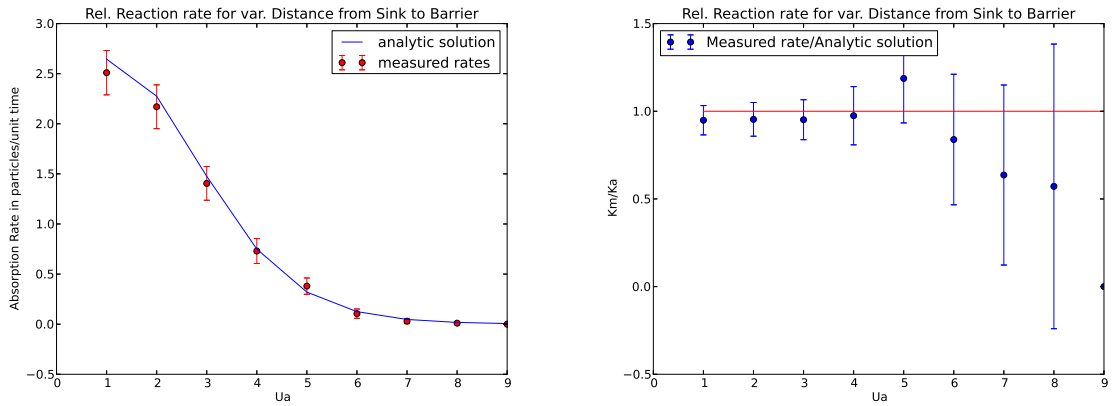 Rel. Reaction rate for var. Distance from Sink to Barrier
3.0
2.5
2.0
1.5
1.0
0.5
0.0
−0.5
0 1 2 3 4 5 6 7 8 9
Ua
Absorption Rate in particles/unit time
analytic solution
measured rates
Rel. Reaction rate for var. Distance from Sink to Barrier
1.5
1.0
0.5
0.0
−0.5
0 1 2 3 4 5 6 7 8 9
Ua
Km/Ka
Measured rate/Analytic solution